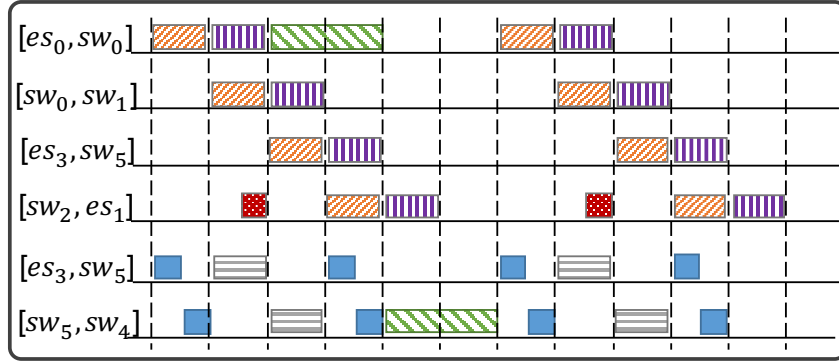 [es₀,sw₀]
[sw₀,sw₁]
[es₃,sw₅]
[sw₂,es₁]
[es₃,sw₅]
[sw₅,sw₄]